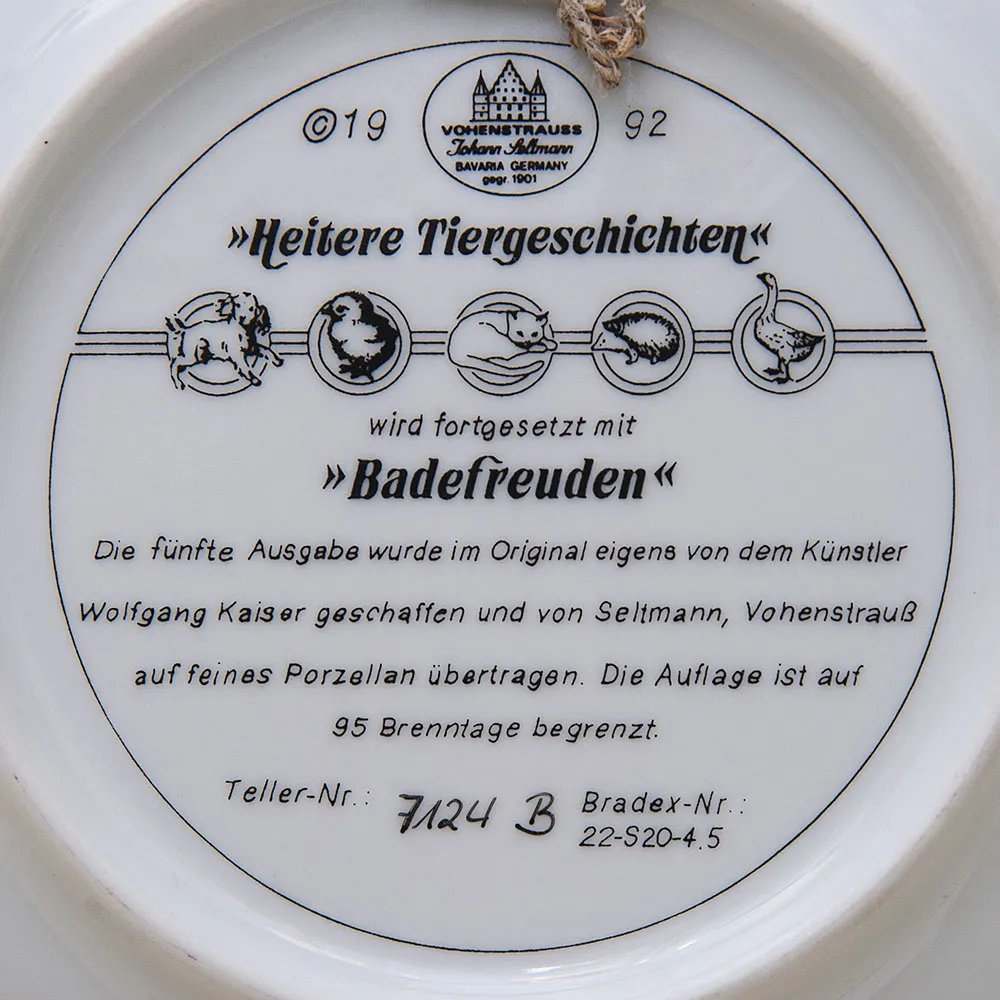 ©19 92
VOHENSTRAUSS
Johann Seltmann
BAVARIA GERMANY
gegr. 1901
»Heitere Tiergeschichten«
wird fortgesetzt mit
»Badefreuden«
Die fünfte Ausgabe wurde im Original eigens von dem Künstler
Wolfgang Kaiser geschaffen und von Seltmann, Vohenstrauß
auf feines Porzellan übertragen. Die Auflage ist auf
95 Brenntage begrenzt.
Teller-Nr.: 7124 B Bradex-Nr.:
22-S20-4.5